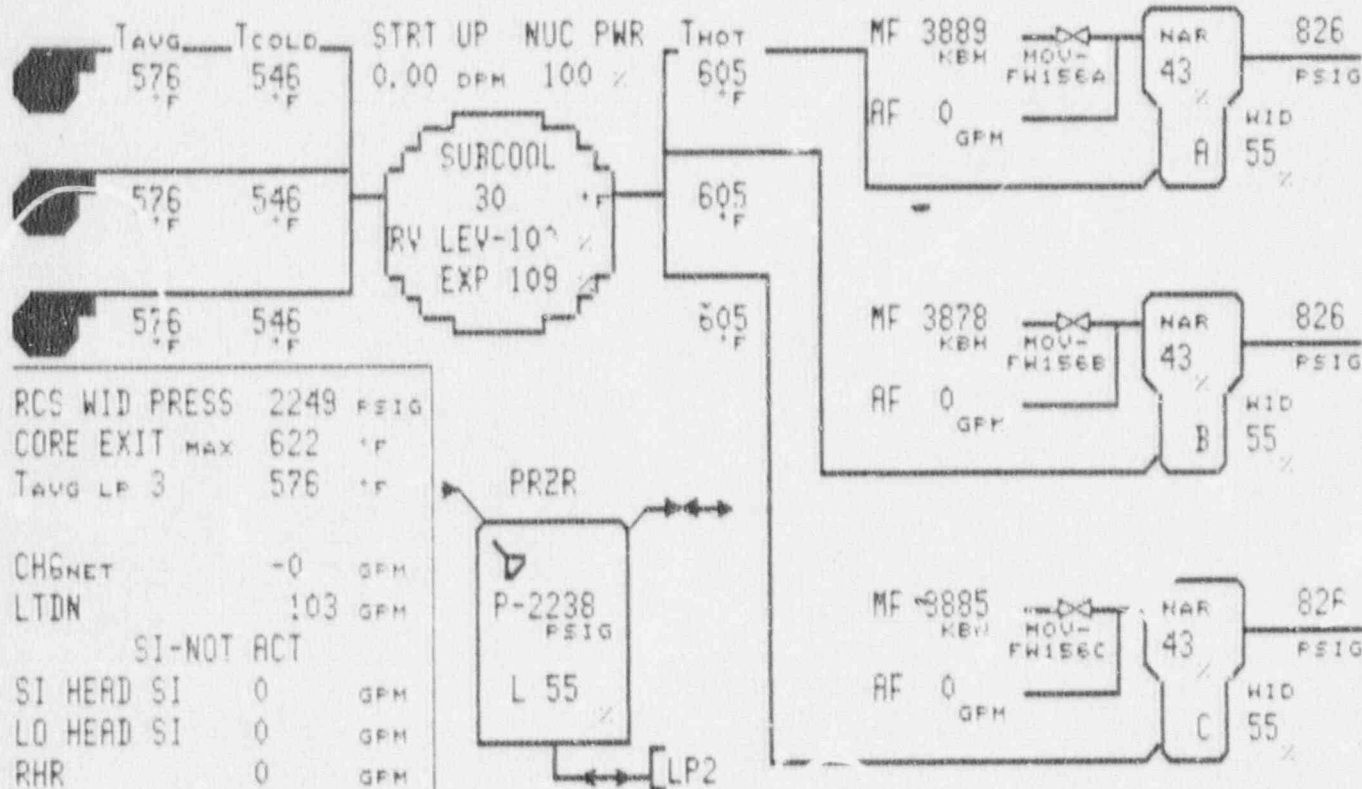 TAVG TCOLD STRT UP NUC PWR THOT
576 °F 546 °F 0.00 DPM 100 % 605 °F
SUBCOOL
30 °F
RV LEV-10 %
EXP 109 %
576 °F 546 °F 605 °F
576 °F 546 °F 605 °F
MF 3889 KBH MOV-FW156A
AF 0 GPM
NAR 43 %
A
826 PSIG
WID 55 %
MF 3878 KBH MOV-FW156B
AF 0 GPM
NAR 43 %
B
826 PSIG
WID 55 %
MF 3885 MOV-FW156C
AF 0 GPM
NAR 43 %
C
PSIG
WID 55 %
RCS WID PRESS 2249 PSIG
CORE EXIT MAX 622 °F
TAVG LP 3 576 °F
CHGNET -0 GPM
LTDN 103 GPM
SI-NOT ACT
SI HEAD SI 0 GPM
LO HEAD SI 0 GPM
RHR 0 GPM
PRZR
P-2238 PSIG
L 55 %
LP2